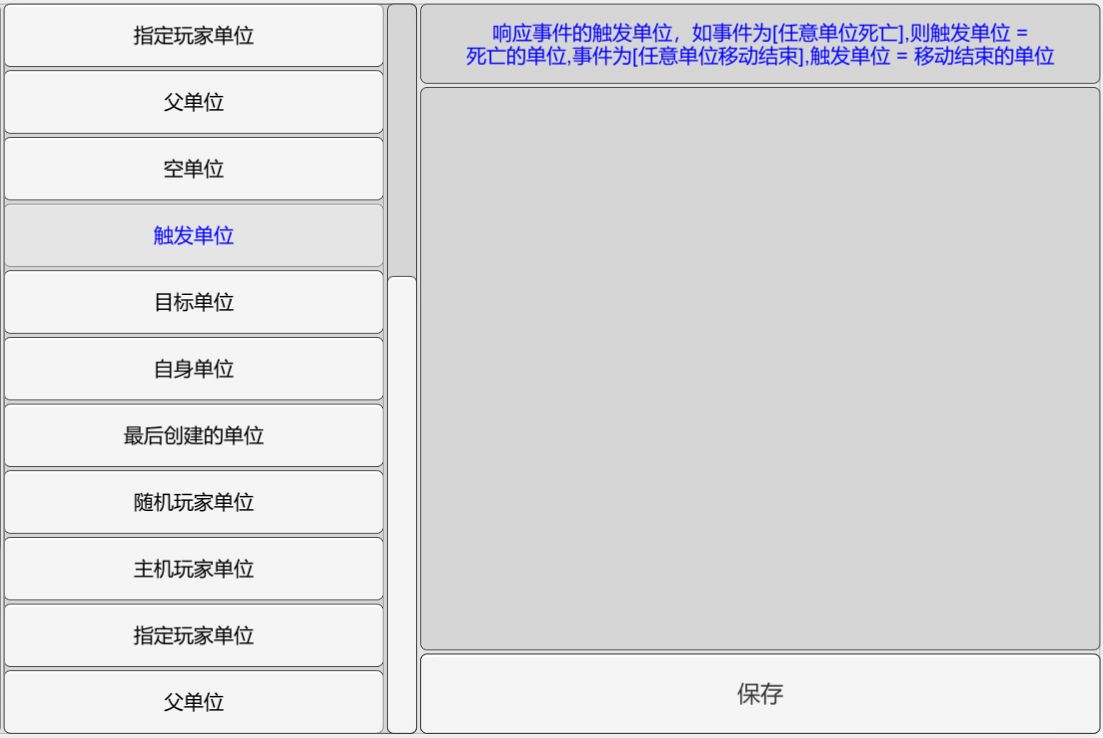 指定玩家单位
父单位
空单位
触发单位
目标单位
自身单位
最后创建的单位
随机玩家单位
主机玩家单位
指定玩家单位
父单位
响应事件的触发单位，如事件为[任意单位死亡],则触发单位 =
死亡的单位,事件为[任意单位移动结束],触发单位 = 移动结束的单位
保存